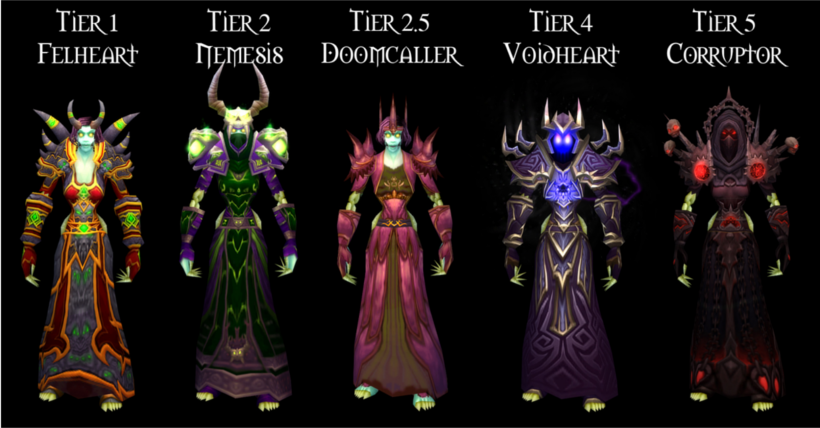 Tier 1
Felheart
Tier 2
Nemesis
Tier 2.5
Doomcaller
Tier 4
Voidheart
Tier 5
Corruptor